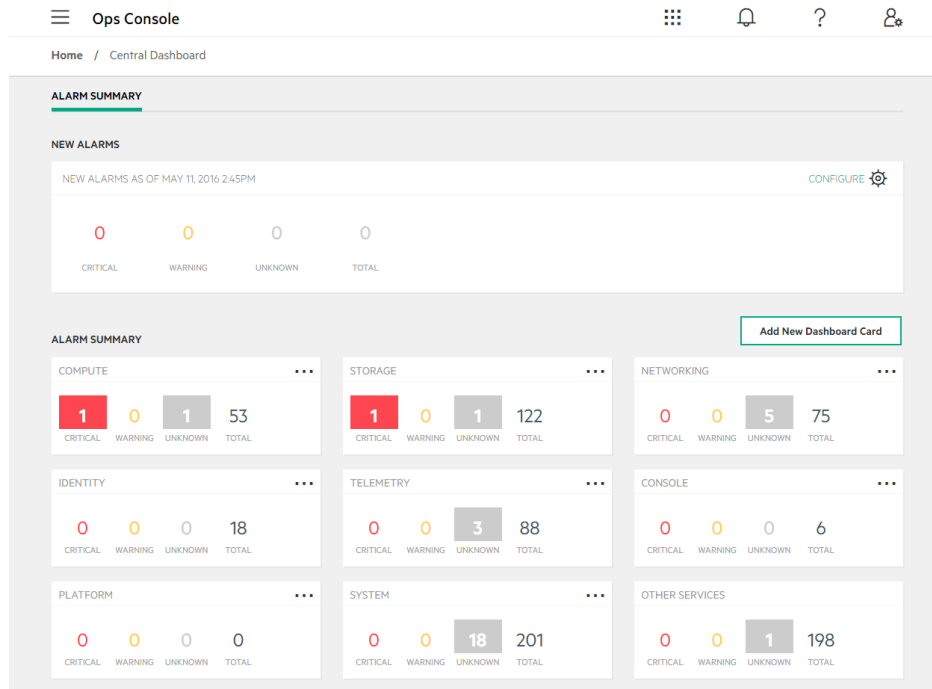 Ops Console
Home / Central Dashboard
ALARM SUMMARY
NEW ALARMS
NEW ALARMS AS OF MAY 11, 2016 2:45PM CONFIGURE
0 0 0 0
CRITICAL WARNING UNKNOWN TOTAL
ALARM SUMMARY Add New Dashboard Card
COMPUTE ... STORAGE ... NETWORKING ...
1 0 1 53 1 0 1 122 0 0 5 75
CRITICAL WARNING UNKNOWN TOTAL CRITICAL WARNING UNKNOWN TOTAL CRITICAL WARNING UNKNOWN TOTAL
IDENTITY ... TELEMETRY ... CONSOLE ...
0 0 0 18 0 0 3 88 0 0 0 6
CRITICAL WARNING UNKNOWN TOTAL CRITICAL WARNING UNKNOWN TOTAL CRITICAL WARNING UNKNOWN TOTAL
PLATFORM ... SYSTEM ... OTHER SERVICES
0 0 0 0 0 0 18 201 0 0 1 198
CRITICAL WARNING UNKNOWN TOTAL CRITICAL WARNING UNKNOWN TOTAL CRITICAL WARNING UNKNOWN TOTAL